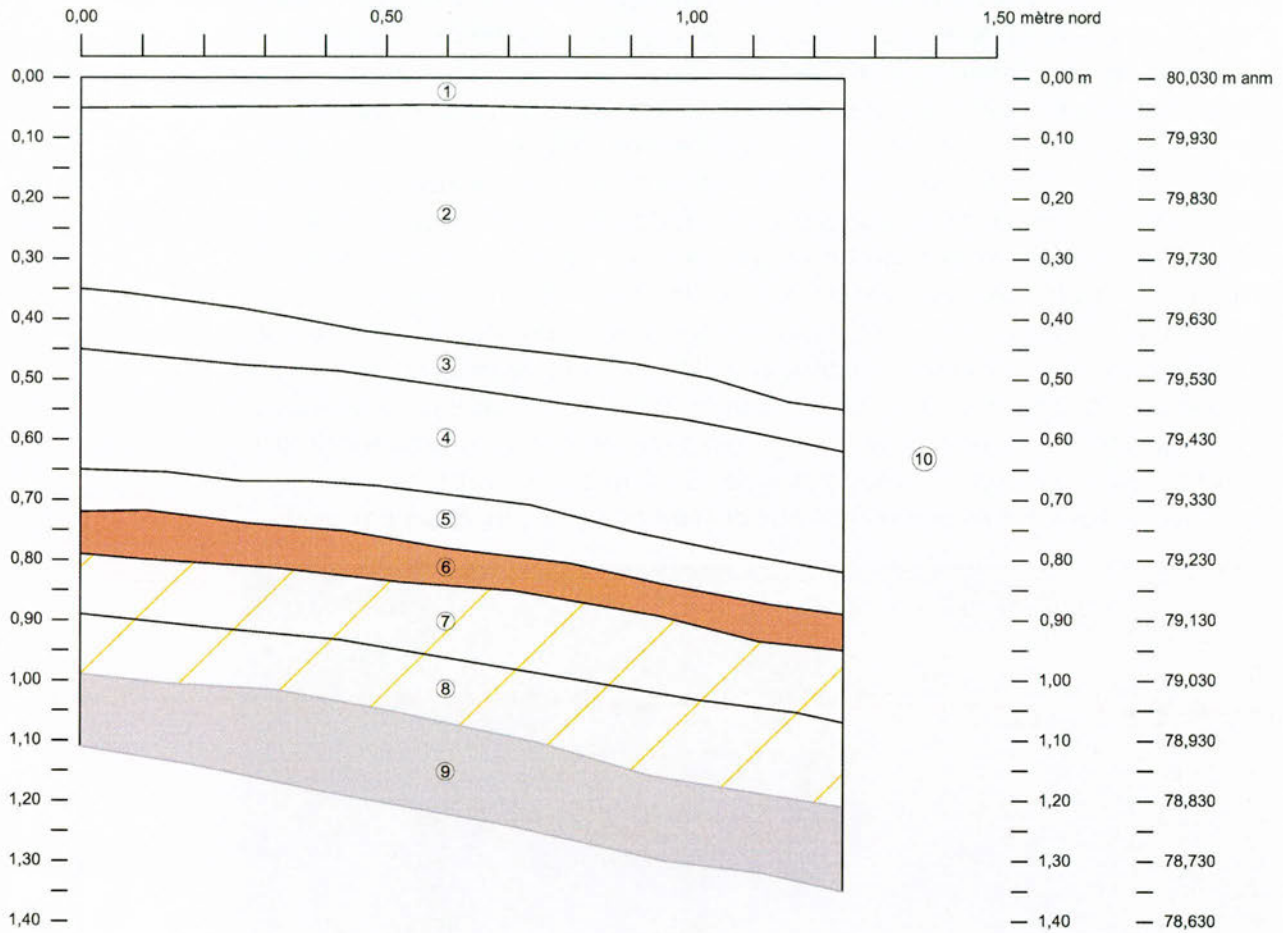 0,00 0,50 1,00 1,50 mètre nord
0,00 0,00 m 80,030 m anm
①
0,10 0,10 79,930
0,20 0,20 79,830
②
0,30 0,30 79,730
0,40 0,40 79,630
③
0,50 0,50 79,530
0,60 ④ 0,60 79,430
⑩
0,70 0,70 79,330
⑤
0,80 0,80 79,230
⑥
0,90 ⑦ 0,90 79,130
1,00 ⑧ 1,00 79,030
1,10 1,10 78,930
⑨
1,20 1,20 78,830
1,30 1,30 78,730
1,40 1,40 78,630